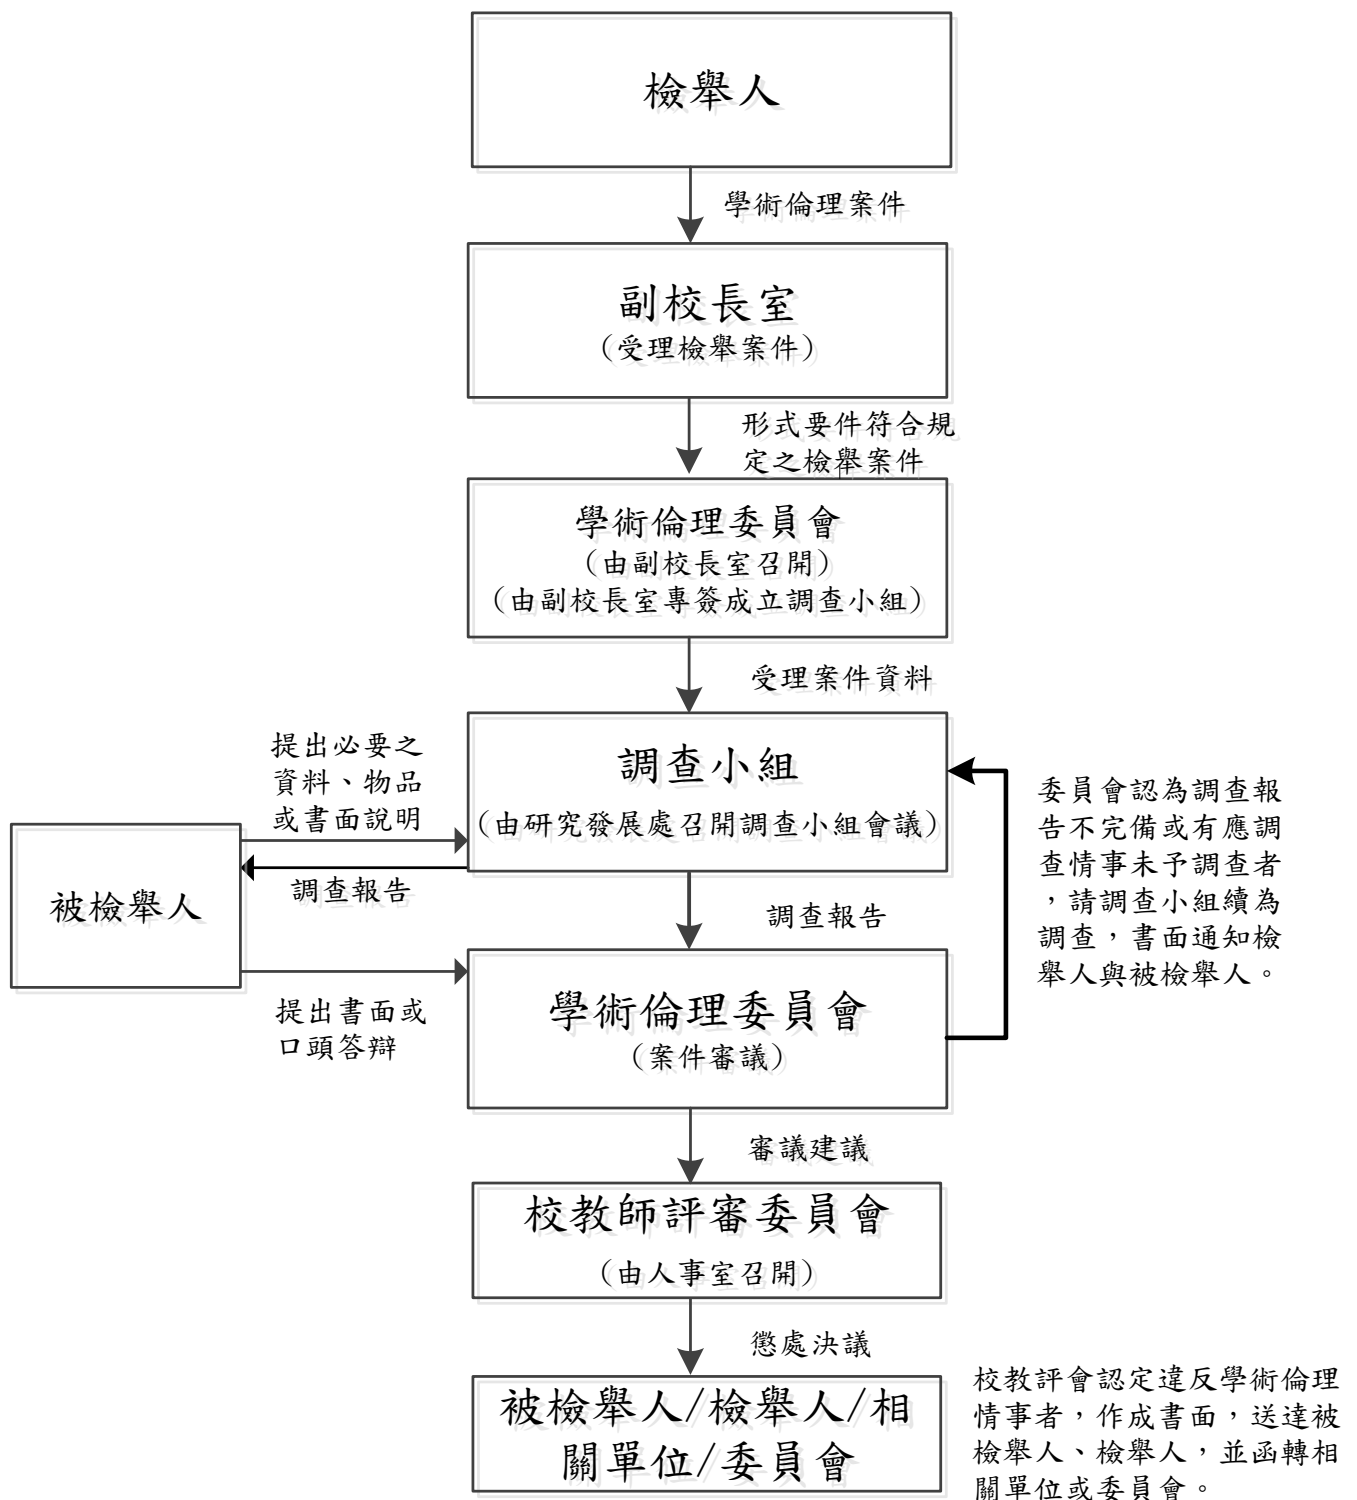 檢舉人
學術倫理案件
副校長室
(受理檢舉案件)
形式要件符合規
定之檢舉案件
學術倫理委員會
(由副校長室召開)
(由副校長室專簽成立調查小組)
受理案件資料
調查小組
(由研究發展處召開調查小組會議)
提出必要之
資料、物品
或書面說明
調查報告
被檢舉人
提出書面或
口頭答辯
調查報告
委員會認為調查報
告不完備或有應調
查情事未予調查者
，請調查小組續為
調查，書面通知檢
舉人與被檢舉人。
學術倫理委員會
(案件審議)
審議建議
校教師評審委員會
(由人事室召開)
懲處決議
被檢舉人/檢舉人/相
關單位/委員會
校教評會認定違反學術倫理
情事者，作成書面，送達被
檢舉人、檢舉人，並函轉相
關單位或委員會。